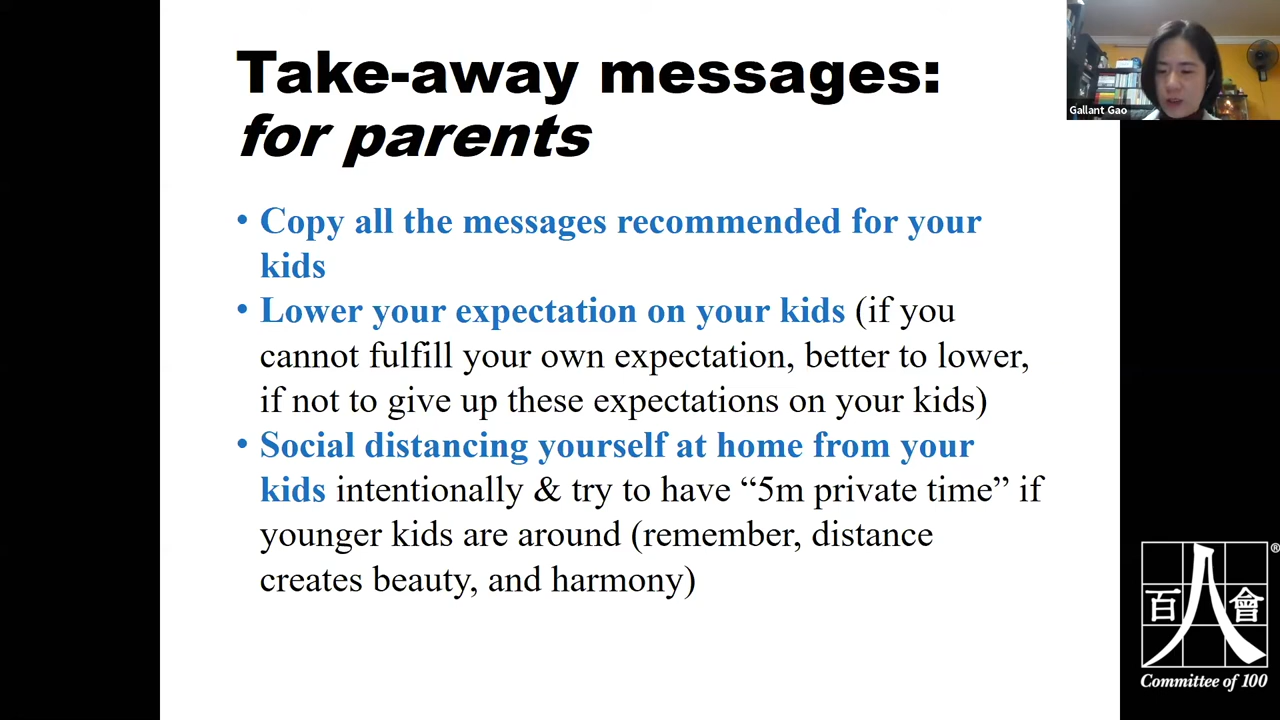 Take-away messages:
for parents
• Copy all the messages recommended for your
kids
• Lower your expectation on your kids (if you
cannot fulfill your own expectation, better to lower,
if not to give up these expectations on your kids)
• Social distancing yourself at home from your
kids intentionally & try to have “5m private time” if
younger kids are around (remember, distance
creates beauty, and harmony)
Gallant Gao
百人會®
Committee of 100